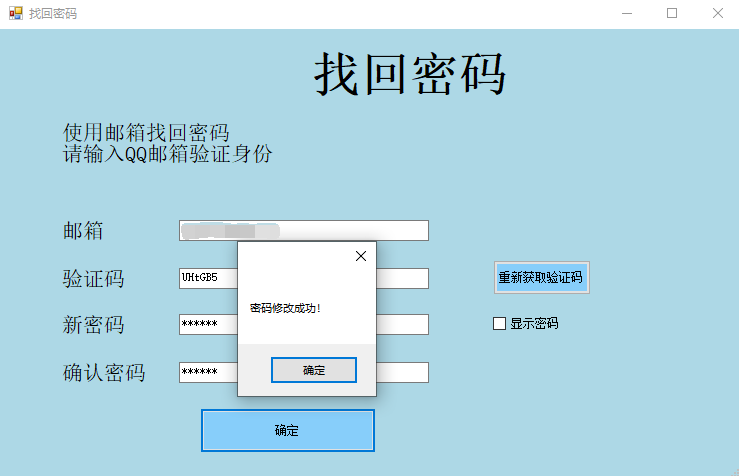 找回密码
找回密码
使用邮箱找回密码
请输入QQ邮箱验证身份
邮箱
验证码
UHtGB5
重新获取验证码
密码修改成功!
新密码
******
显示密码
确认密码
******
确定
确定